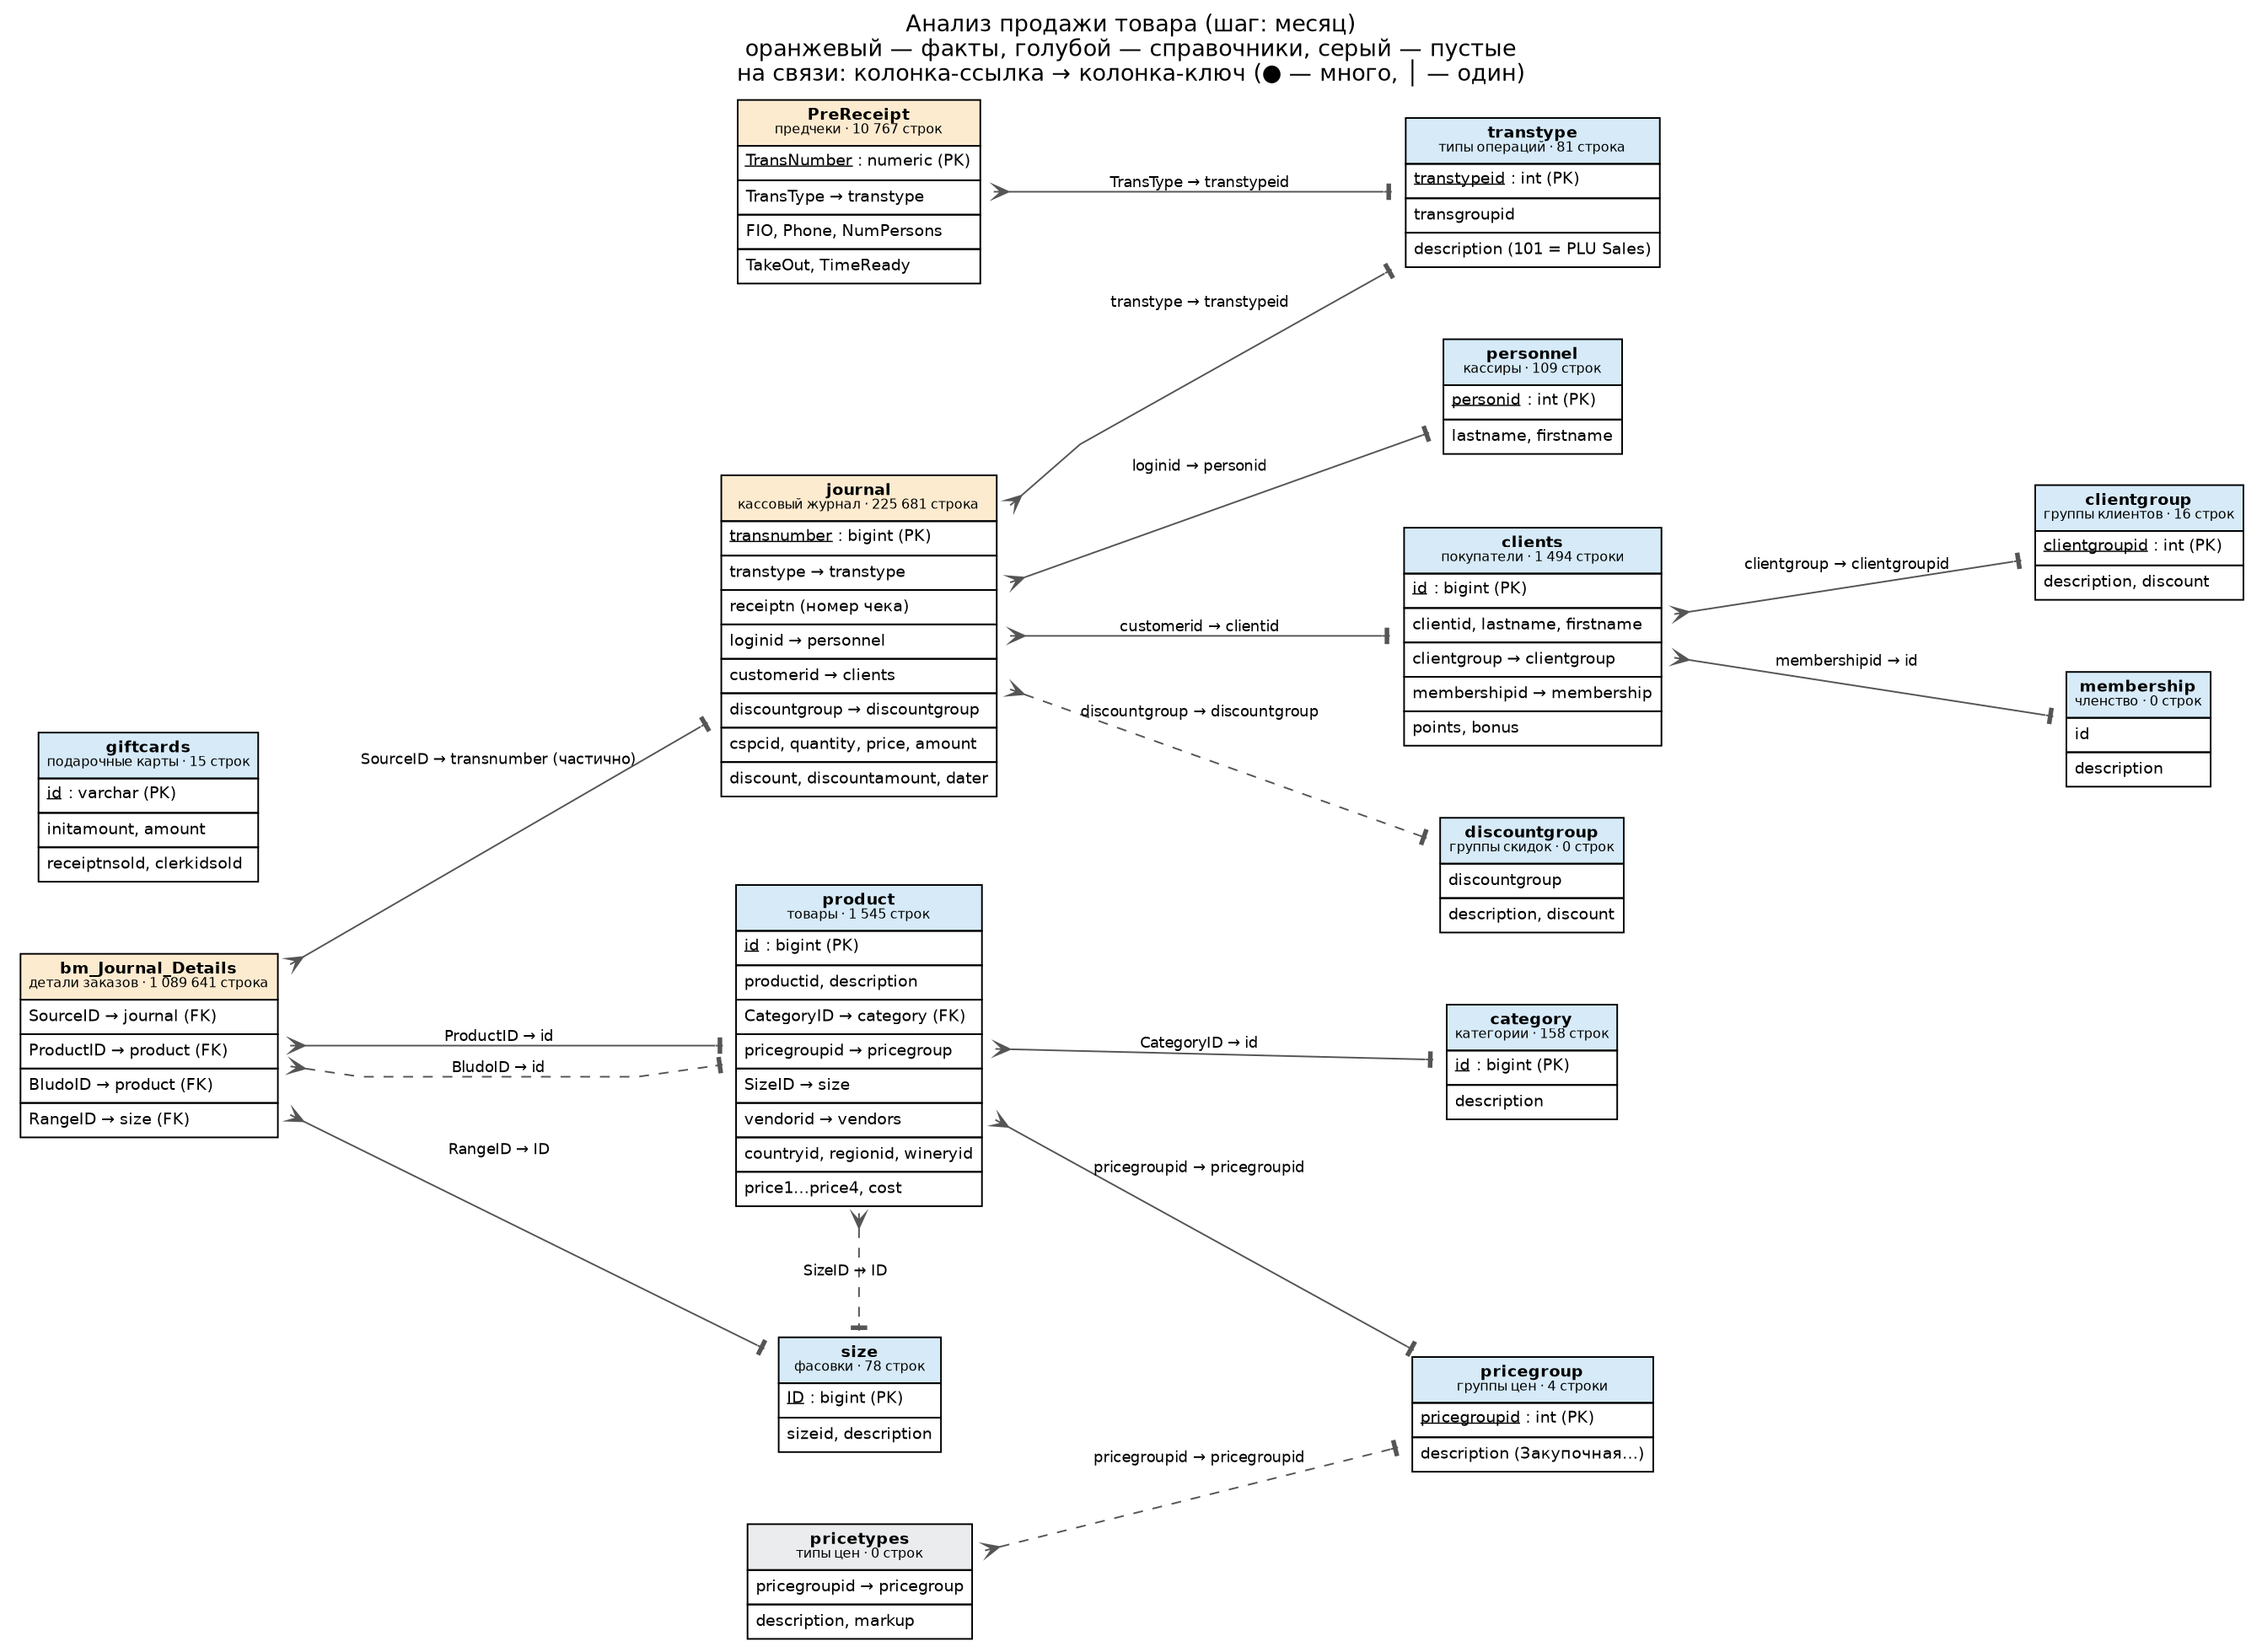 Анализ продажи товара (шаг: месяц)
оранжевый — факты, голубой — справочники, серый — пустые
на связи: колонка-ссылка → колонка-ключ (● — много, | — один)
PreReceipt
предчеки · 10 767 строк
TransNumber : numeric (PK)
TransType → transtype
FIO, Phone, NumPersons
TakeOut, TimeReady
TransType → transtypeid
transtype
типы операций · 81 строка
transtypeid : int (PK)
transgroupid
description (101 = PLU Sales)
transtype → transtypeid
personnel
кассиры · 109 строк
personid : int (PK)
lastname, firstname
loginid → personid
journal
кассовый журнал · 225 681 строка
transnumber : bigint (PK)
transtype → transtype
receiptn (номер чека)
loginid → personnel
customerid → clients
discountgroup → discountgroup
cspcid, quantity, price, amount
discount, discountamount, dater
customerid → clientid
clients
покупатели · 1 494 строки
id : bigint (PK)
clientid, lastname, firstname
clientgroup → clientgroup
membershipid → membership
points, bonus
clientgroup → clientgroupid
clientgroup
группы клиентов · 16 строк
clientgroupid : int (PK)
description, discount
membershipid → id
membership
членство · 0 строк
id
description
discountgroup → discountgroup
discountgroup
группы скидок · 0 строк
discountgroup
description, discount
giftcards
подарочные карты · 15 строк
id : varchar (PK)
initamount, amount
receiptnsold, clerkidsold
SourceID → transnumber (частично)
bm_Journal_Details
детали заказов · 1 089 641 строка
SourceID → journal (FK)
ProductID → product (FK)
BludoID → product (FK)
RangeID → size (FK)
ProductID → id
BludoID → id
RangeID → ID
product
товары · 1 545 строк
id : bigint (PK)
productid, description
CategoryID → category (FK)
pricegroupid → pricegroup
SizeID → size
vendorid → vendors
countryid, regionid, wineryid
price1...price4, cost
CategoryID → id
category
категории · 158 строк
id : bigint (PK)
description
pricegroupid → pricegroupid
SizeID → ID
size
фасовки · 78 строк
ID : bigint (PK)
sizeid, description
pricegroup
группы цен · 4 строки
pricegroupid : int (PK)
description (Закупочная...)
pricegroupid → pricegroupid
pricetypes
типы цен · 0 строк
pricegroupid → pricegroup
description, markup